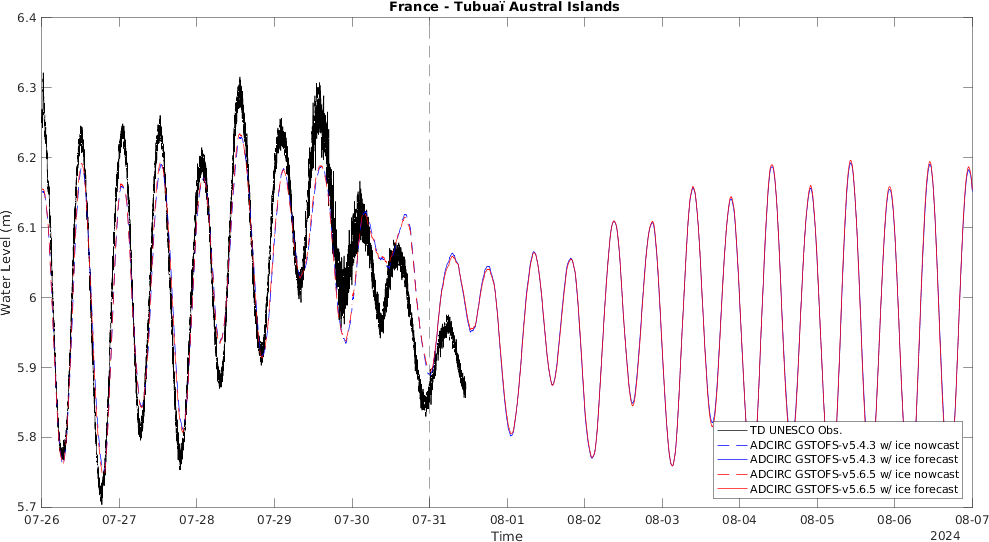 France - Tubuaï Austral Islands
6.4
6.3
6.2
6.1
6
5.9
5.8
5.7
Water Level (m)
TD UNESCO Obs.
ADCIRC GSTOFS-v5.4.3 w/ ice nowcast
ADCIRC GSTOFS-v5.4.3 w/ ice forecast
ADCIRC GSTOFS-v5.6.5 w/ ice nowcast
ADCIRC GSTOFS-v5.6.5 w/ ice forecast
07-26 07-27 07-28 07-29 07-30 07-31 08-01 08-02 08-03 08-04 08-05 08-06 08-07
Time
2024